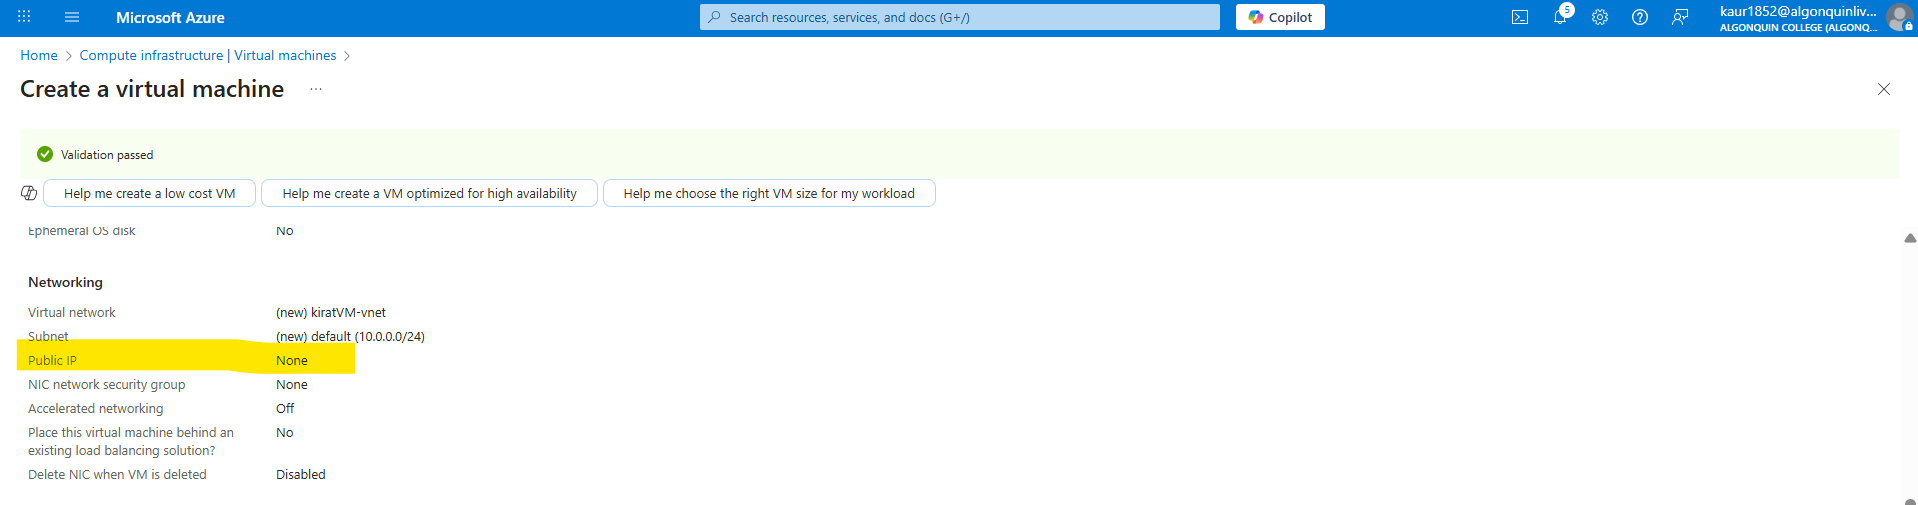 Microsoft Azure
Search resources, services, and docs (G+/)
Copilot
5
kaur1852@algonquinliv...
ALGONQUIN COLLEGE (ALGONQ...
Home > Compute infrastructure | Virtual machines >
Create a virtual machine ...
Validation passed
Help me create a low cost VM
Help me create a VM optimized for high availability
Help me choose the right VM size for my workload
Ephemeral OS disk No
Networking
Virtual network (new) kiratVM-vnet
Subnet (new) default (10.0.0.0/24)
Public IP None
NIC network security group None
Accelerated networking Off
Place this virtual machine behind an No
existing load balancing solution?
Delete NIC when VM is deleted Disabled